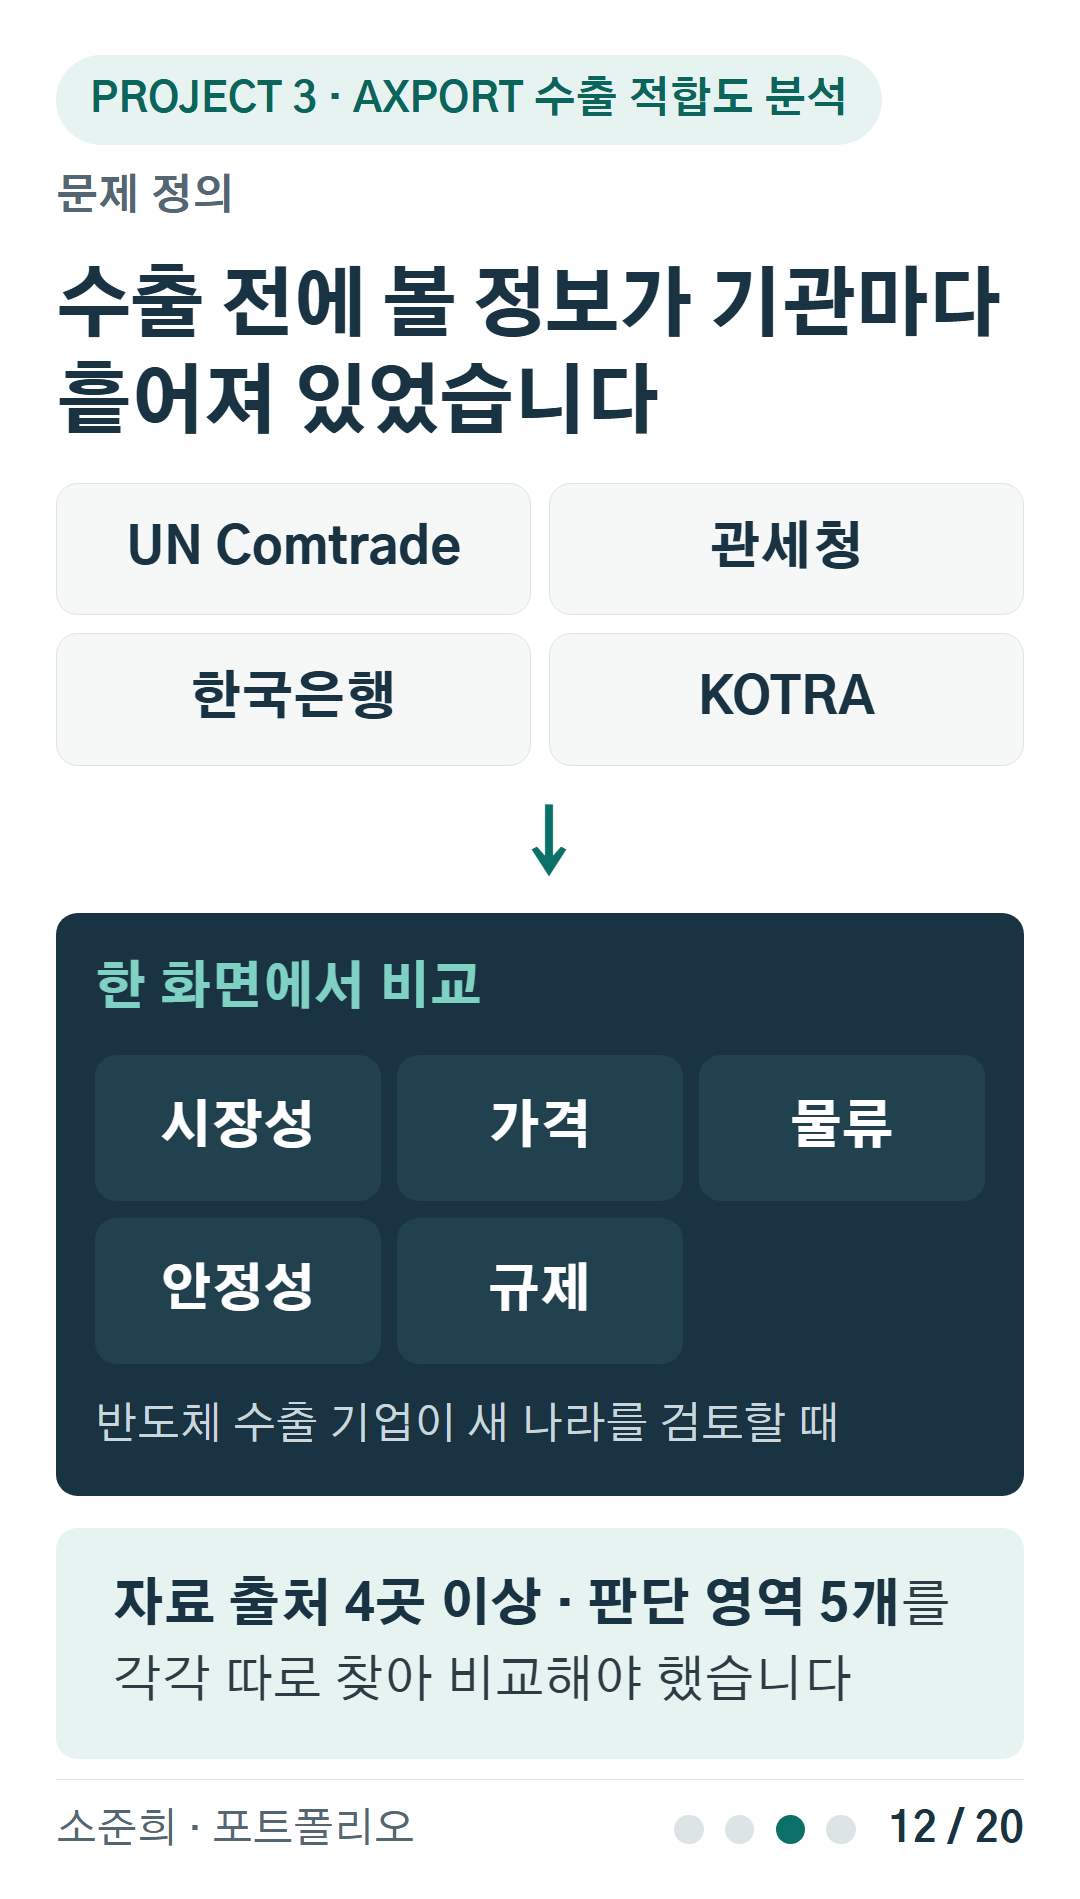 PROJECT 3 · AXPORT 수출 적합도 분석
문제 정의
수출 전에 볼 정보가 기관마다
흩어져 있었습니다
UN Comtrade
관세청
한국은행
KOTRA
↓
한 화면에서 비교
시장성
가격
물류
안정성
규제
반도체 수출 기업이 새 나라를 검토할 때
자료 출처 4곳 이상 · 판단 영역 5개를
각각 따로 찾아 비교해야 했습니다
소준희 · 포트폴리오
12 / 20